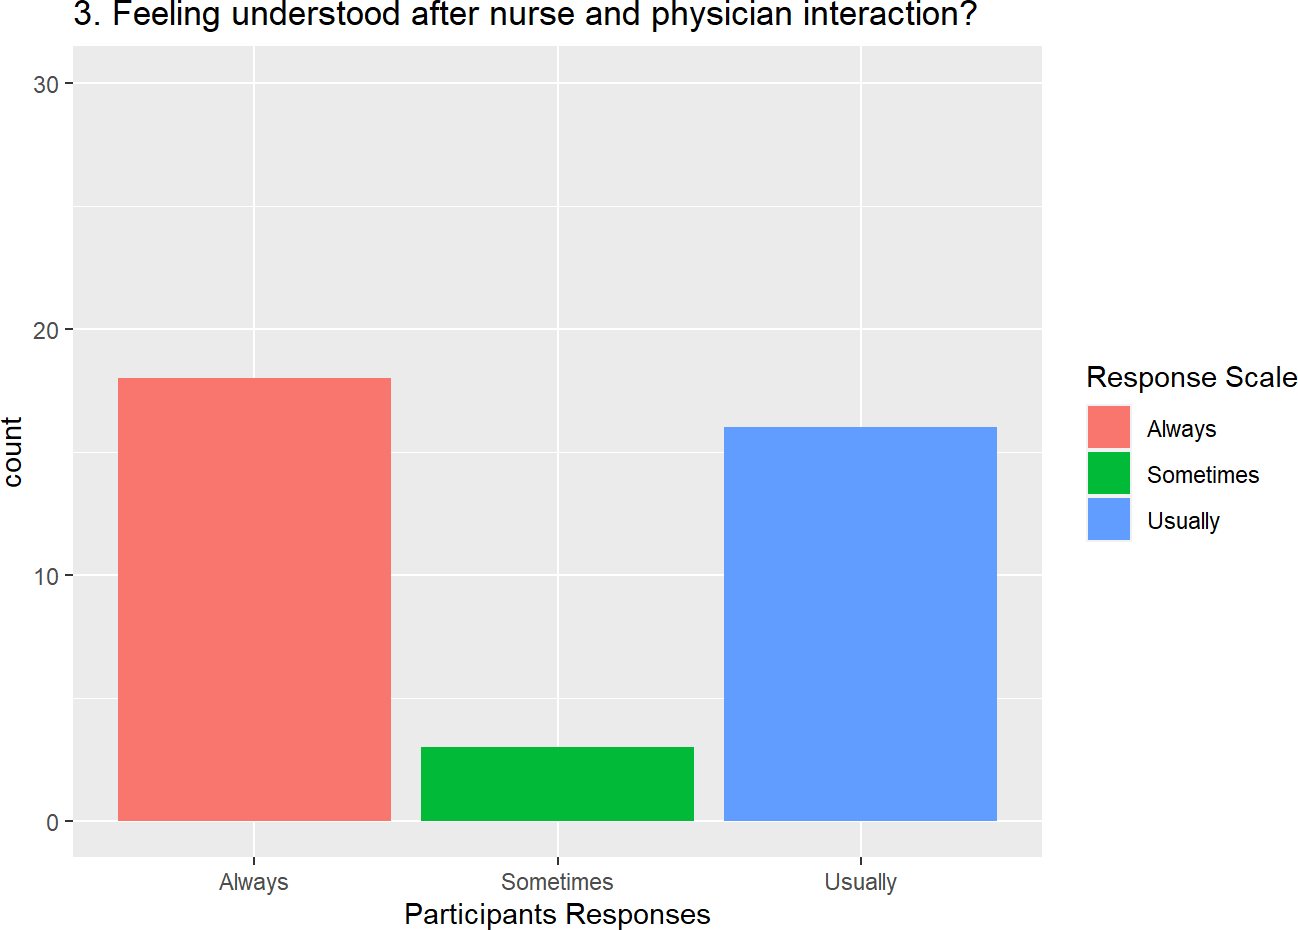 3. Feeling understood after nurse and physician interaction?
30
20
10
0
count
Always
Sometimes
Usually
Participants Responses
Response Scale
Always
Sometimes
Usually